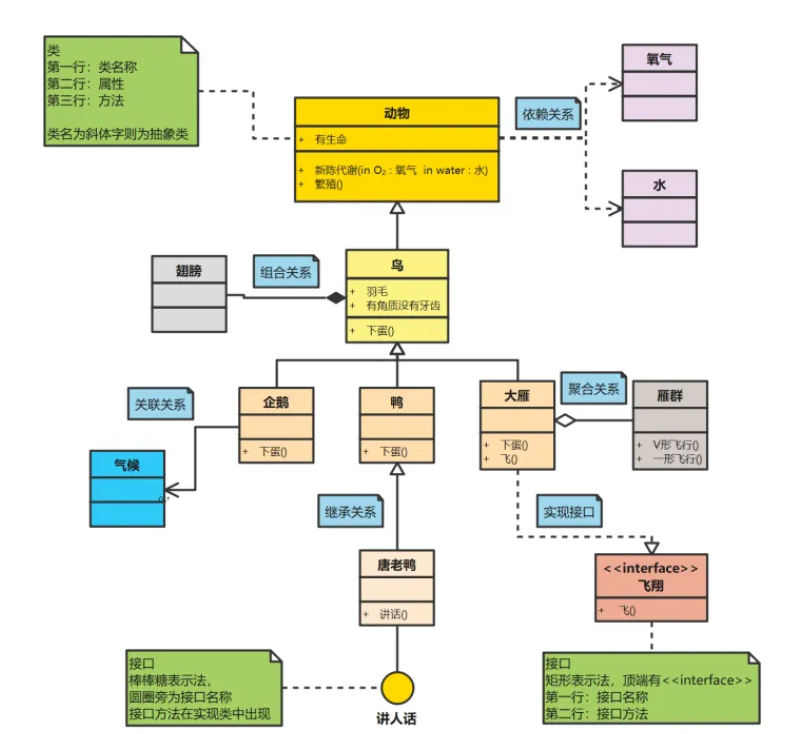 类
第一行：类名称
第二行：属性
第三行：方法
类名为斜体字则为抽象类
动物
+ 有生命
+ 新陈代谢(in O₂ : 氧气 in water : 水)
+ 繁殖()
依赖关系
氧气
水
翅膀
组合关系
鸟
+ 羽毛
+ 有角质没有牙齿
+ 下蛋()
关联关系
企鹅
+ 下蛋()
鸭
+ 下蛋()
大雁
+ 下蛋()
+ 飞()
聚合关系
雁群
+ V形飞行()
+ 一形飞行()
气候
继承关系
实现接口
唐老鸭
+ 讲话()
<<interface>>
飞翔
+ 飞()
接口
棒棒糖表示法，
圆圈旁为接口名称
接口方法在实现类中出现
讲人话
接口
矩形表示法，顶端有<<interface>>
第一行：接口名称
第二行：接口方法